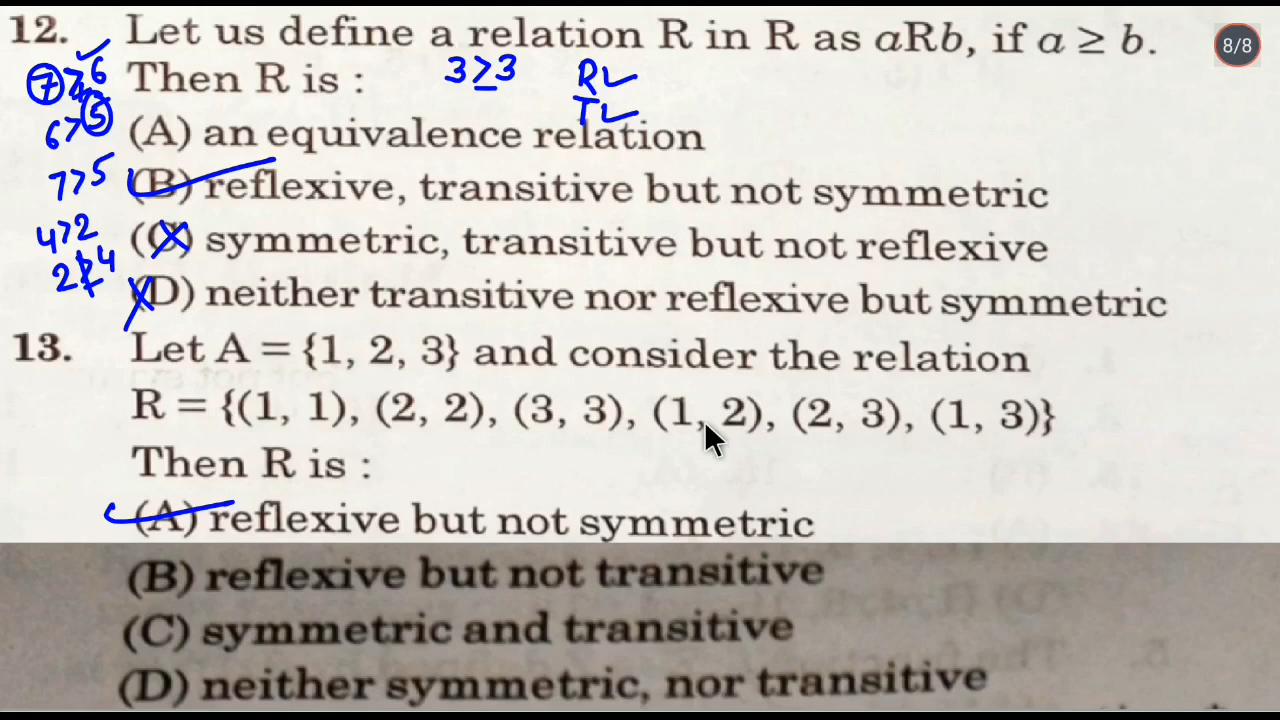 12. Let us define a relation R in R as aRb, if a ≥ b.
8/8
Then R is :
3 ≥ 3
R✓
T✓
7 ≥ 6
6 > 5
7 > 5
4 > 2
2 ≱ 4
(A) an equivalence relation
(B) reflexive, transitive but not symmetric
(C) symmetric, transitive but not reflexive
(D) neither transitive nor reflexive but symmetric
13. Let A = {1, 2, 3} and consider the relation
R = {(1, 1), (2, 2), (3, 3), (1, 2), (2, 3), (1, 3)}
Then R is :
(A) reflexive but not symmetric
(B) reflexive but not transitive
(C) symmetric and transitive
(D) neither symmetric, nor transitive